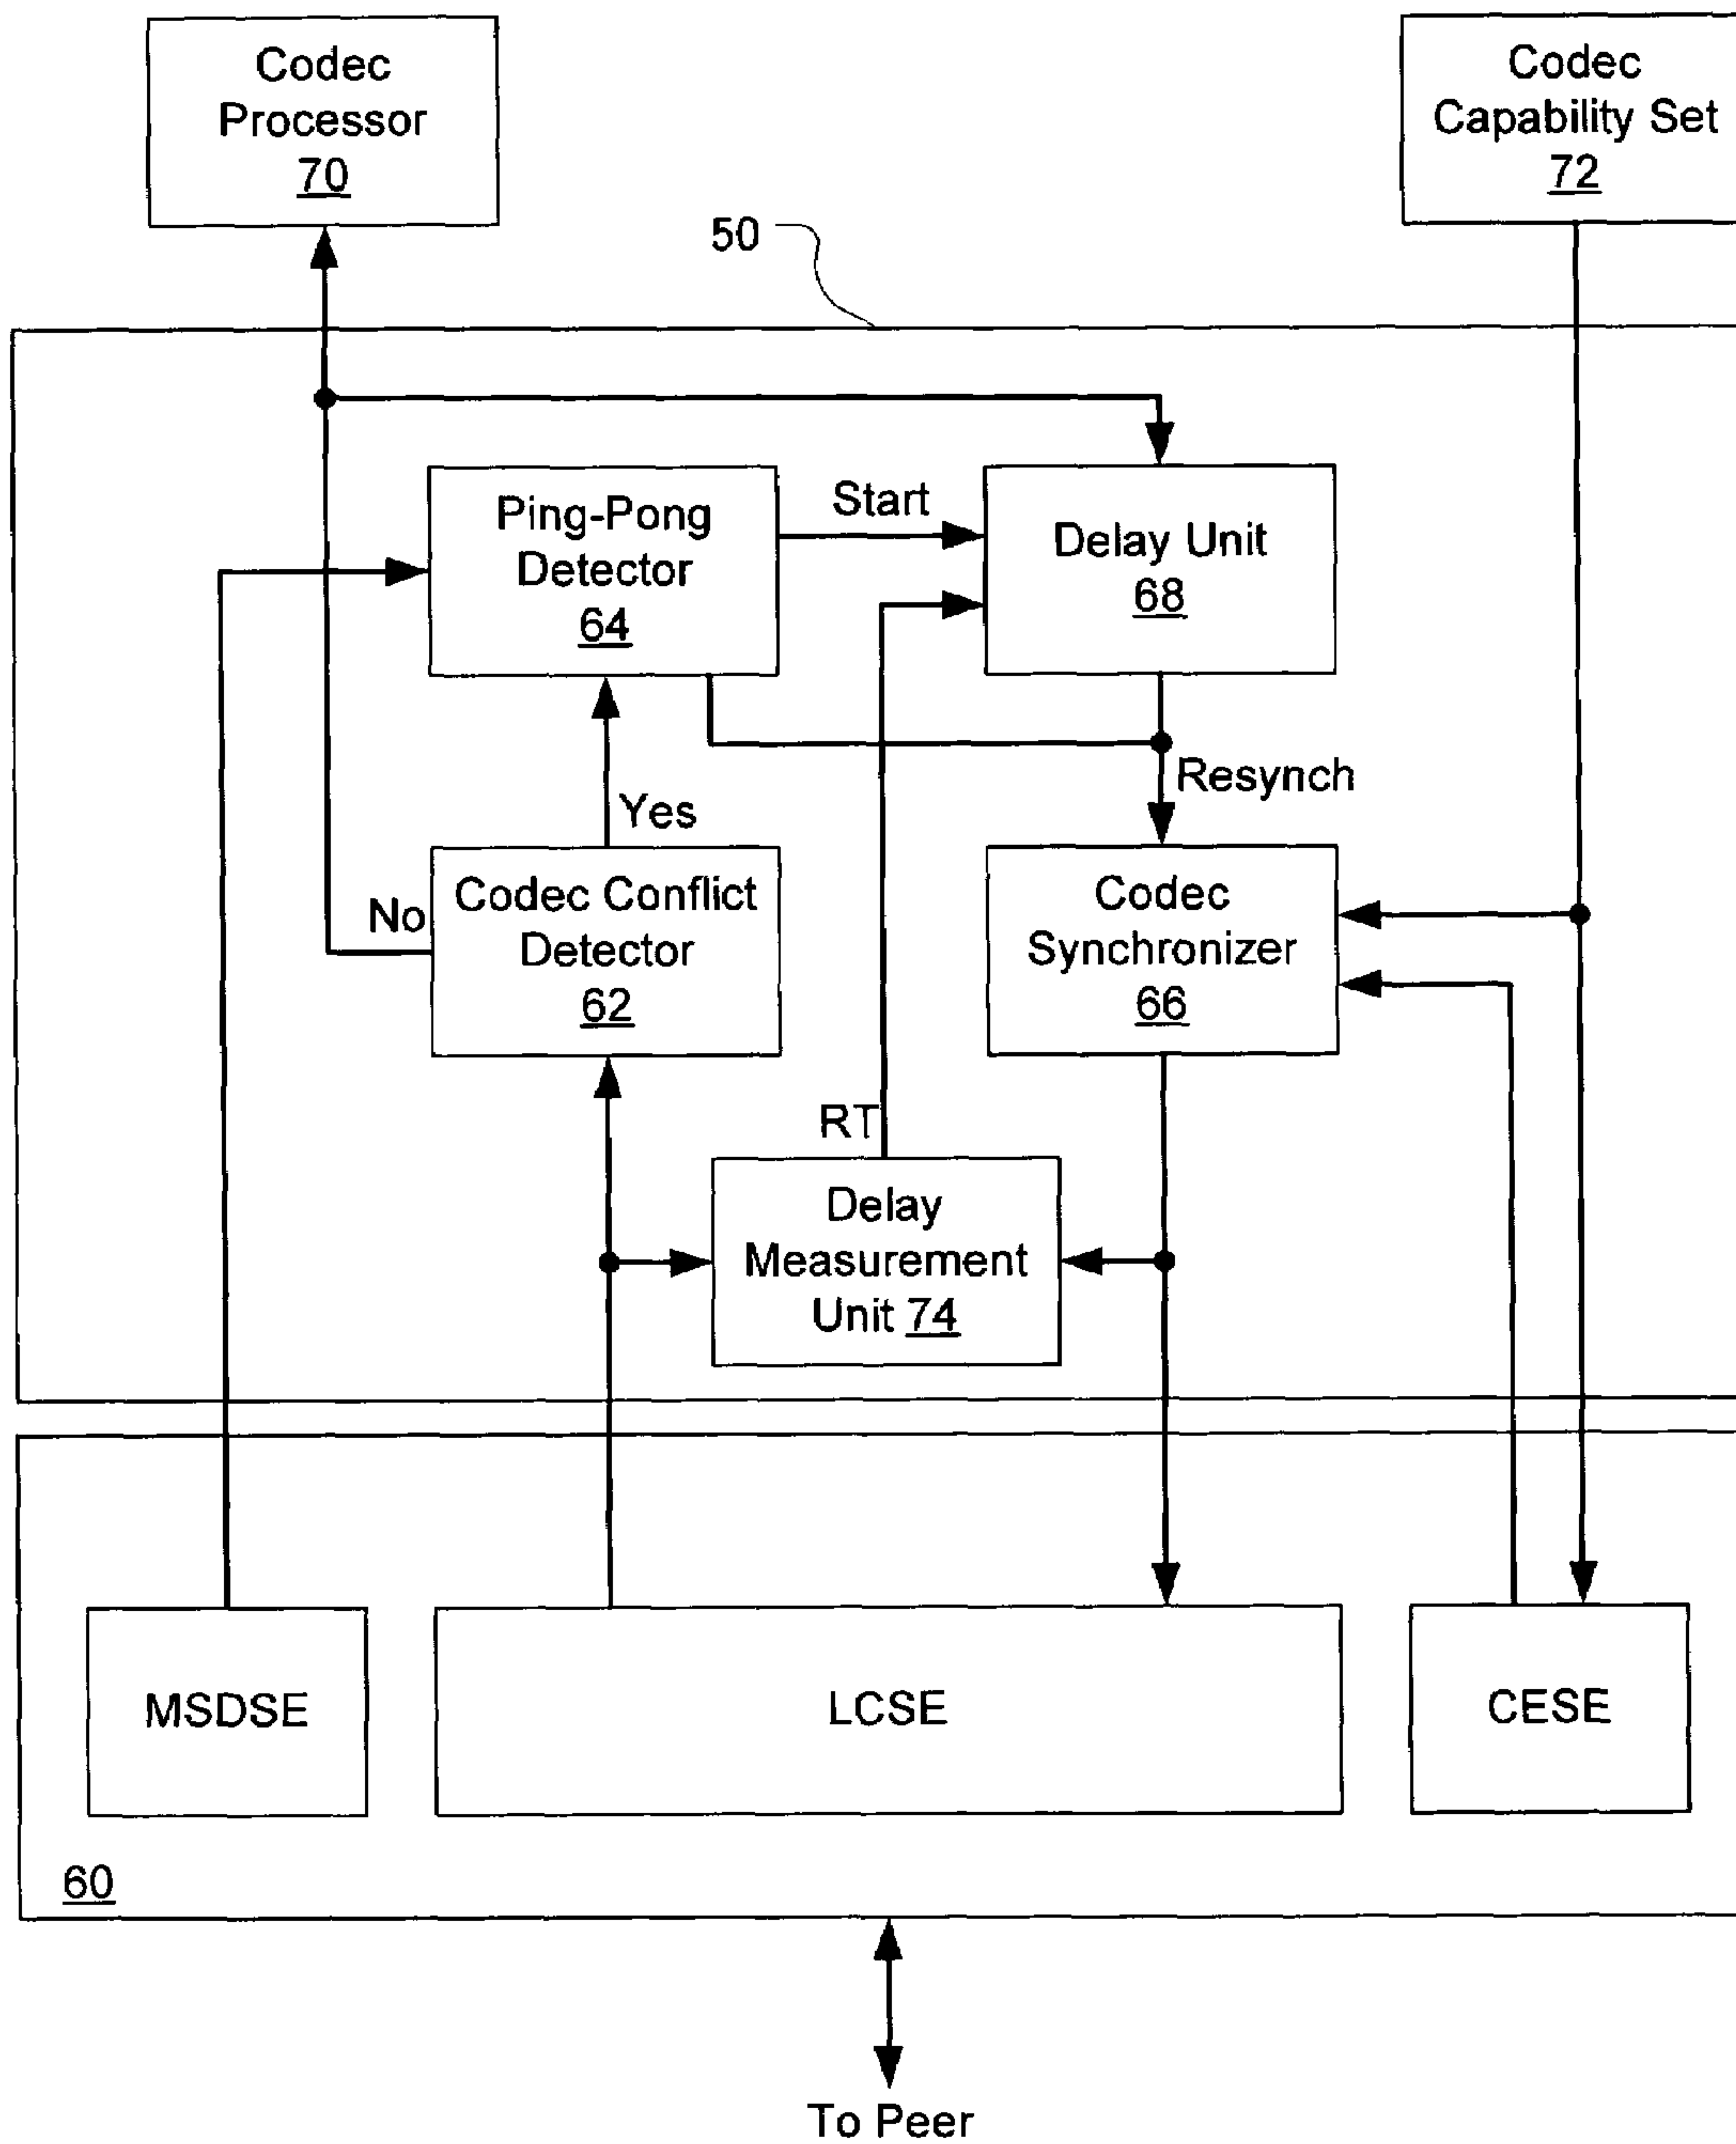 Codec
Processor
70
Codec
Capability Set
72
50
Ping-Pong
Detector
64
Start
Delay Unit
68
Resynch
Yes
No
Codec Conflict
Detector
62
Codec
Synchronizer
66
RT
Delay
Measurement
Unit 74
MSDSE
LCSE
CESE
60
To Peer